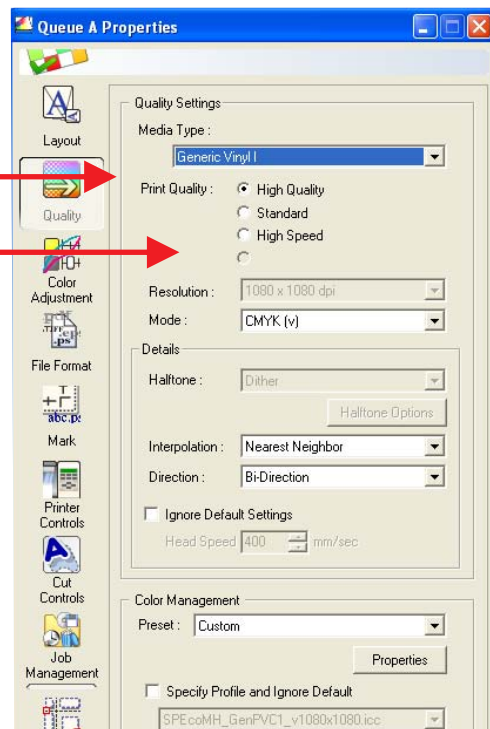 Queue A Properties
Layout
Quality
Color
Adjustment
File Format
Mark
abc.p
Printer
Controls
Cut
Controls
Job
Management
Quality Settings
Media Type :
Generic Vinyl I
Print Quality :
High Quality
Standard
High Speed
Resolution :
1080 x 1080 dpi
Mode :
CMYK (v)
Details
Halftone :
Dither
Halftone Options
Interpolation :
Nearest Neighbor
Direction :
Bi-Direction
Ignore Default Settings
Head Speed 400 mm/sec
Color Management
Preset : Custom
Properties
Specify Profile and Ignore Default
SPEcoMH_GenPVC1_v1080x1080.icc